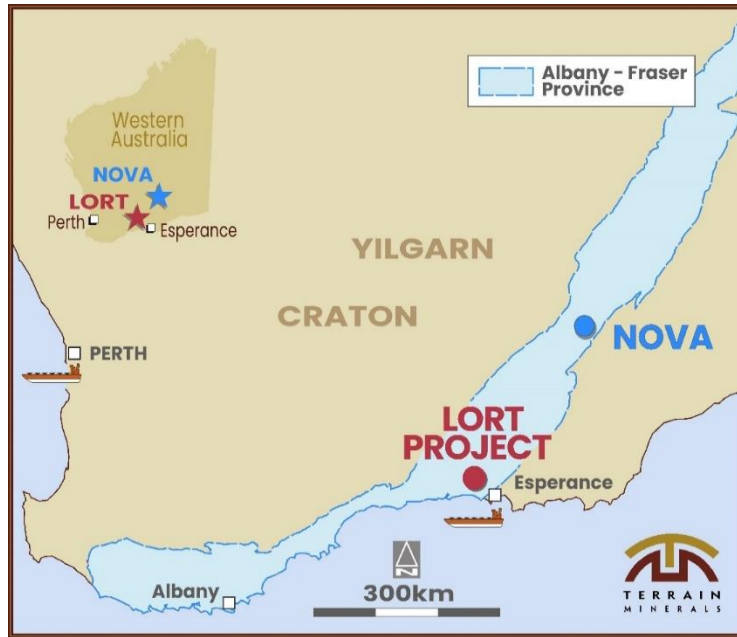 Albany - Fraser
Province
Western
Australia
NOVA
LORT
Perth
Esperance
YILGARN
CRATON
PERTH
NOVA
LORT
PROJECT
Esperance
Albany
N
300km
TERRAIN
MINERALS